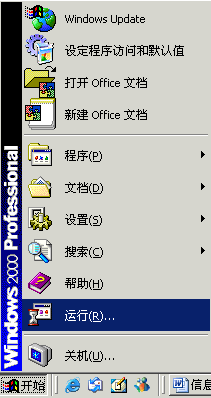 Windows Update
设定程序访问和默认值
打开 Office 文档
新建 Office 文档
程序(P)
文档(D)
设置(S)
搜索(C)
帮助(H)
运行(R)...
关机(U)...
Windows 2000 Professional
开始
信息